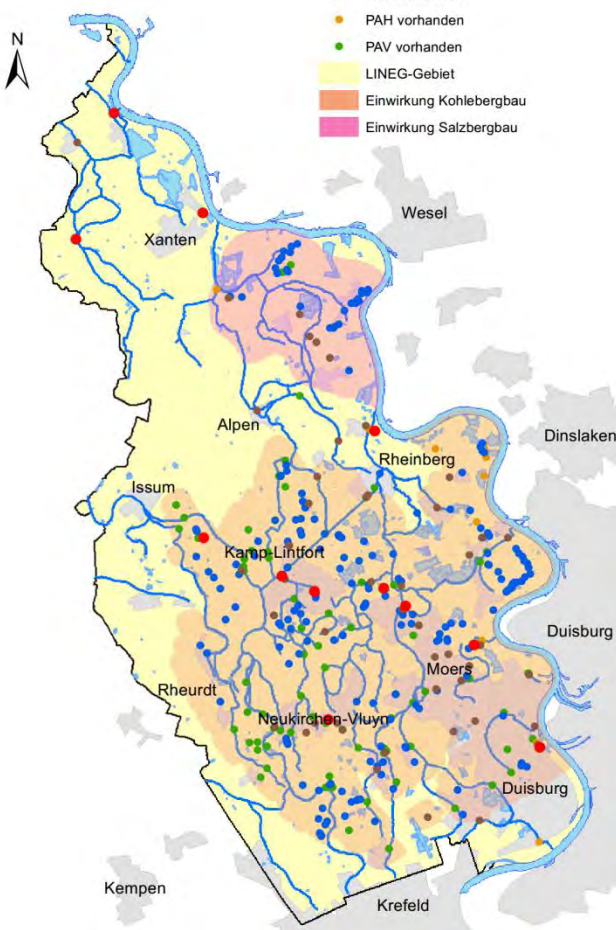 PAH vorhanden
N
PAV vorhanden
LINEG-Gebiet
Einwirkung Kohlebergbau
Einwirkung Salzbergbau
Wesel
Xanten
Alpen
Dinslaken
Rheinberg
Issum
Kamp-Lintfort
Duisburg
Moers
Rheurdt
Neukirchen-Vluyn
Duisburg
Kempen
Krefeld